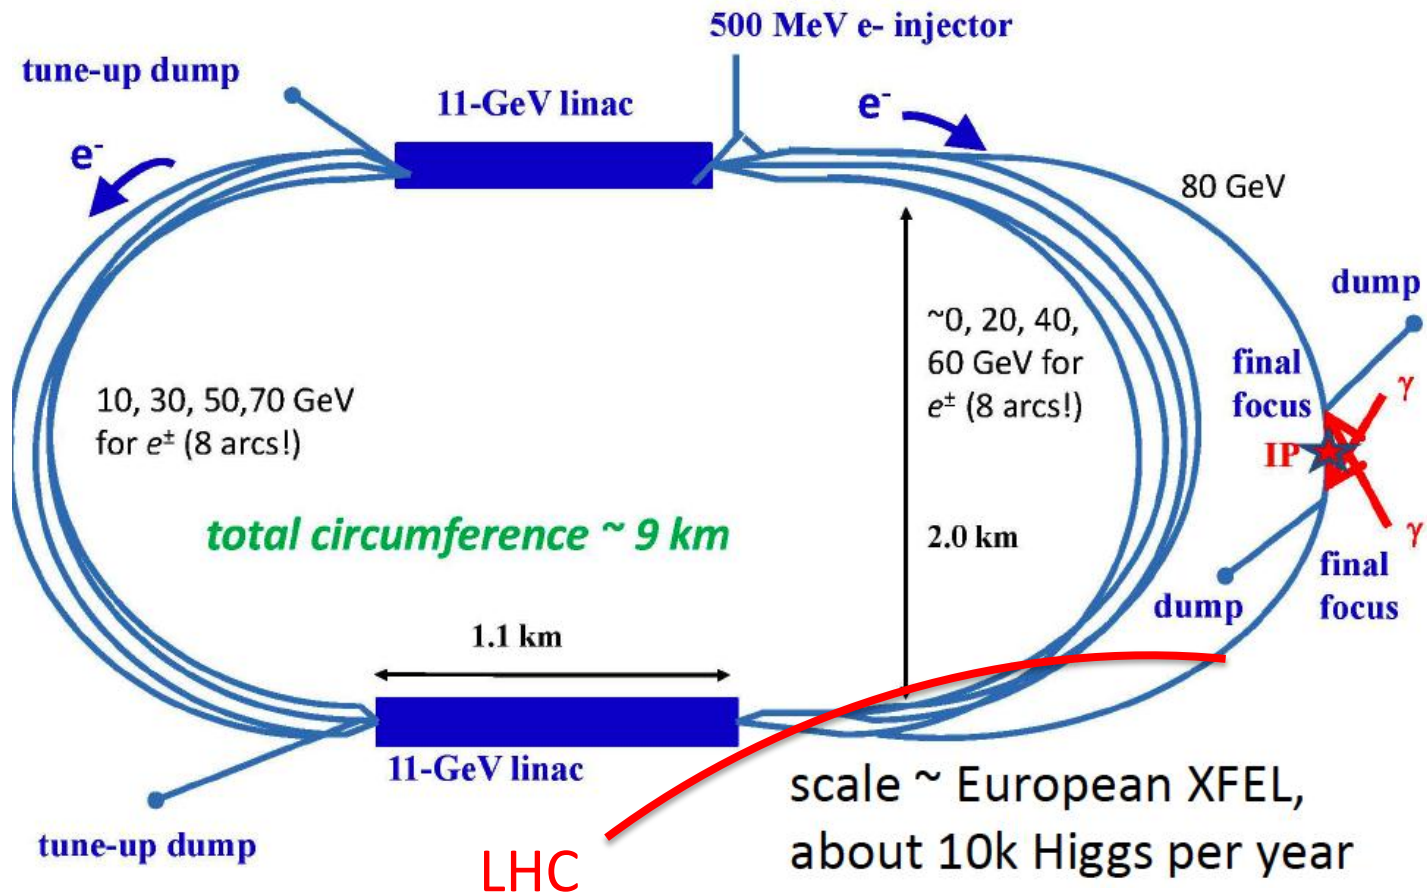 500 MeV e- injector
tune-up dump
11-GeV linac
e-
e-
80 GeV
dump
~0, 20, 40,
60 GeV for
e± (8 arcs!)
final
focus
γ
10, 30, 50,70 GeV
for e± (8 arcs!)
IP
total circumference ~ 9 km
2.0 km
γ
final
focus
dump
1.1 km
11-GeV linac
scale ~ European XFEL,
about 10k Higgs per year
tune-up dump
LHC